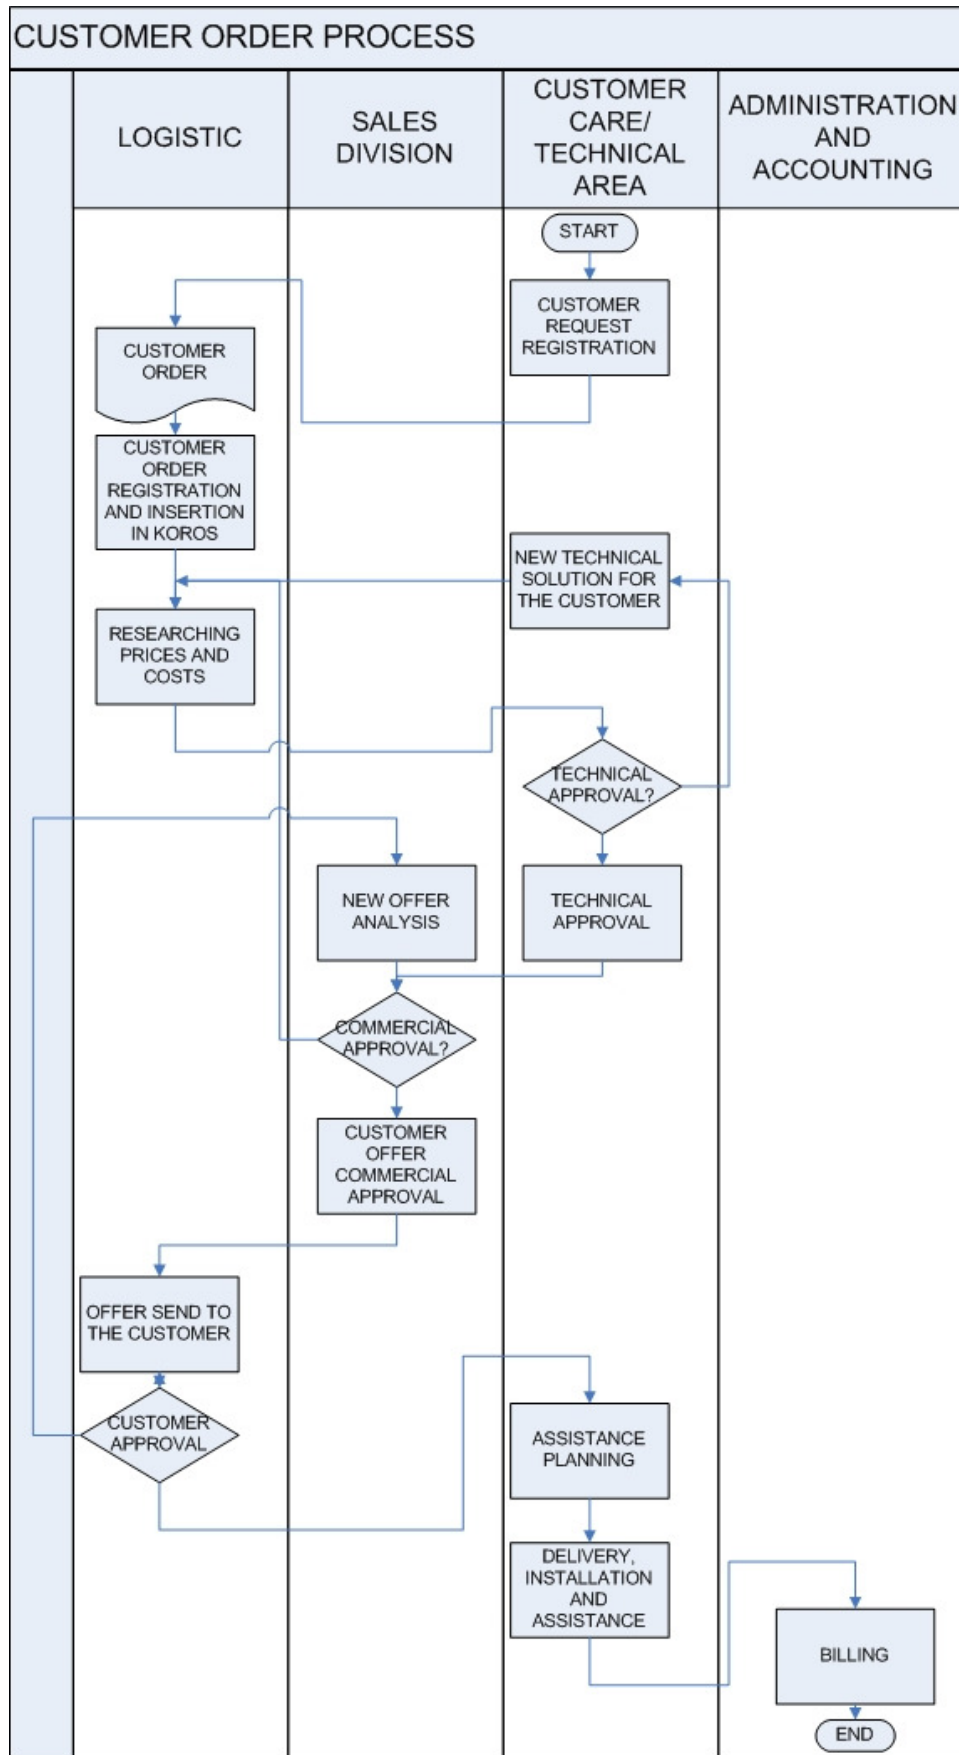 CUSTOMER ORDER PROCESS
LOGISTIC
SALES
DIVISION
CUSTOMER
CARE/
TECHNICAL
AREA
ADMINISTRATION
AND
ACCOUNTING
START
CUSTOMER
REQUEST
REGISTRATION
CUSTOMER
ORDER
CUSTOMER
ORDER
REGISTRATION
AND INSERTION
IN KOROS
NEW TECHNICAL
SOLUTION FOR
THE CUSTOMER
RESEARCHING
PRICES AND
COSTS
TECHNICAL
APPROVAL?
NEW OFFER
ANALYSIS
TECHNICAL
APPROVAL
COMMERCIAL
APPROVAL?
CUSTOMER
OFFER
COMMERCIAL
APPROVAL
OFFER SEND TO
THE CUSTOMER
CUSTOMER
APPROVAL
ASSISTANCE
PLANNING
DELIVERY,
INSTALLATION
AND
ASSISTANCE
BILLING
END